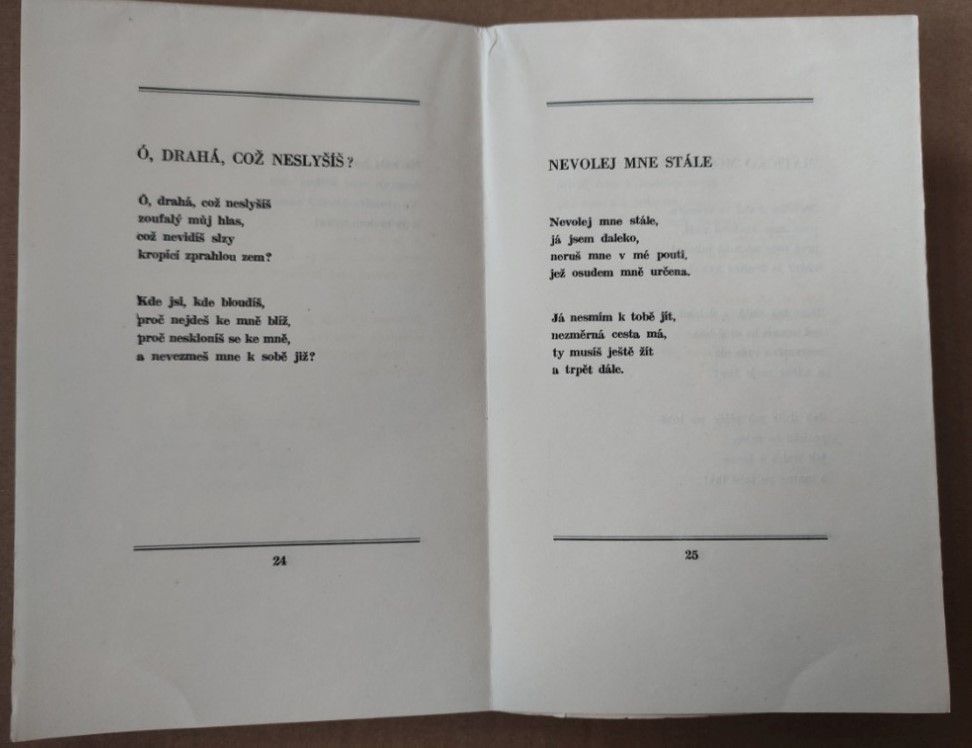 Ó, DRAHÁ, COŽ NESLYŠÍŠ?
Ó, drahá, což neslyšíš
zoufalý můj hlas,
což nevidíš slzy
kropící zprahlou zem?
Kde jsi, kde bloudíš,
proč nejdeš ke mně blíž,
proč neskloníš se ke mně,
a nevezmeš mne k sobě již?
24
NEVOLEJ MNE STÁLE
Nevolej mne stále,
já jsem daleko,
neruš mne v mé pouti,
jež osudem mně určena.
Já nesmím k tobě jít,
nezměrná cesta má,
ty musíš ještě žít
a trpět dále.
25